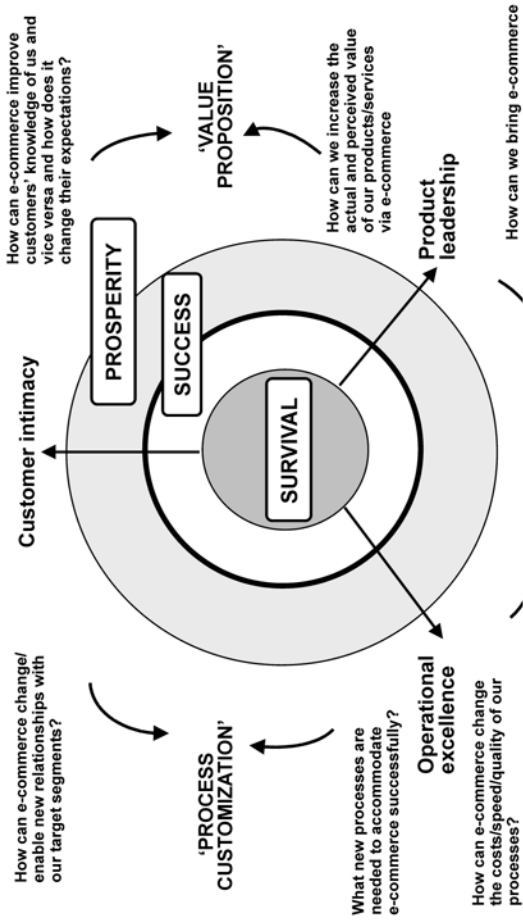 Customer intimacy
How can e-commerce change/
enable new relationships with
our target segments?
How can e-commerce improve
customers' knowledge of us and
vice versa and how does it
change their expectations?
PROSPERITY
SUCCESS
SURVIVAL
'PROCESS
CUSTOMIZATION'
'VALUE
PROPOSITION'
What new processes are
needed to accommodate
e-commerce successfully?
How can we increase the
actual and perceived value
of our products/services
via e-commerce
Operational
excellence
Product
leadership
How can e-commerce change
the costs/speed/quality of our
processes?
How can we bring e-commerce